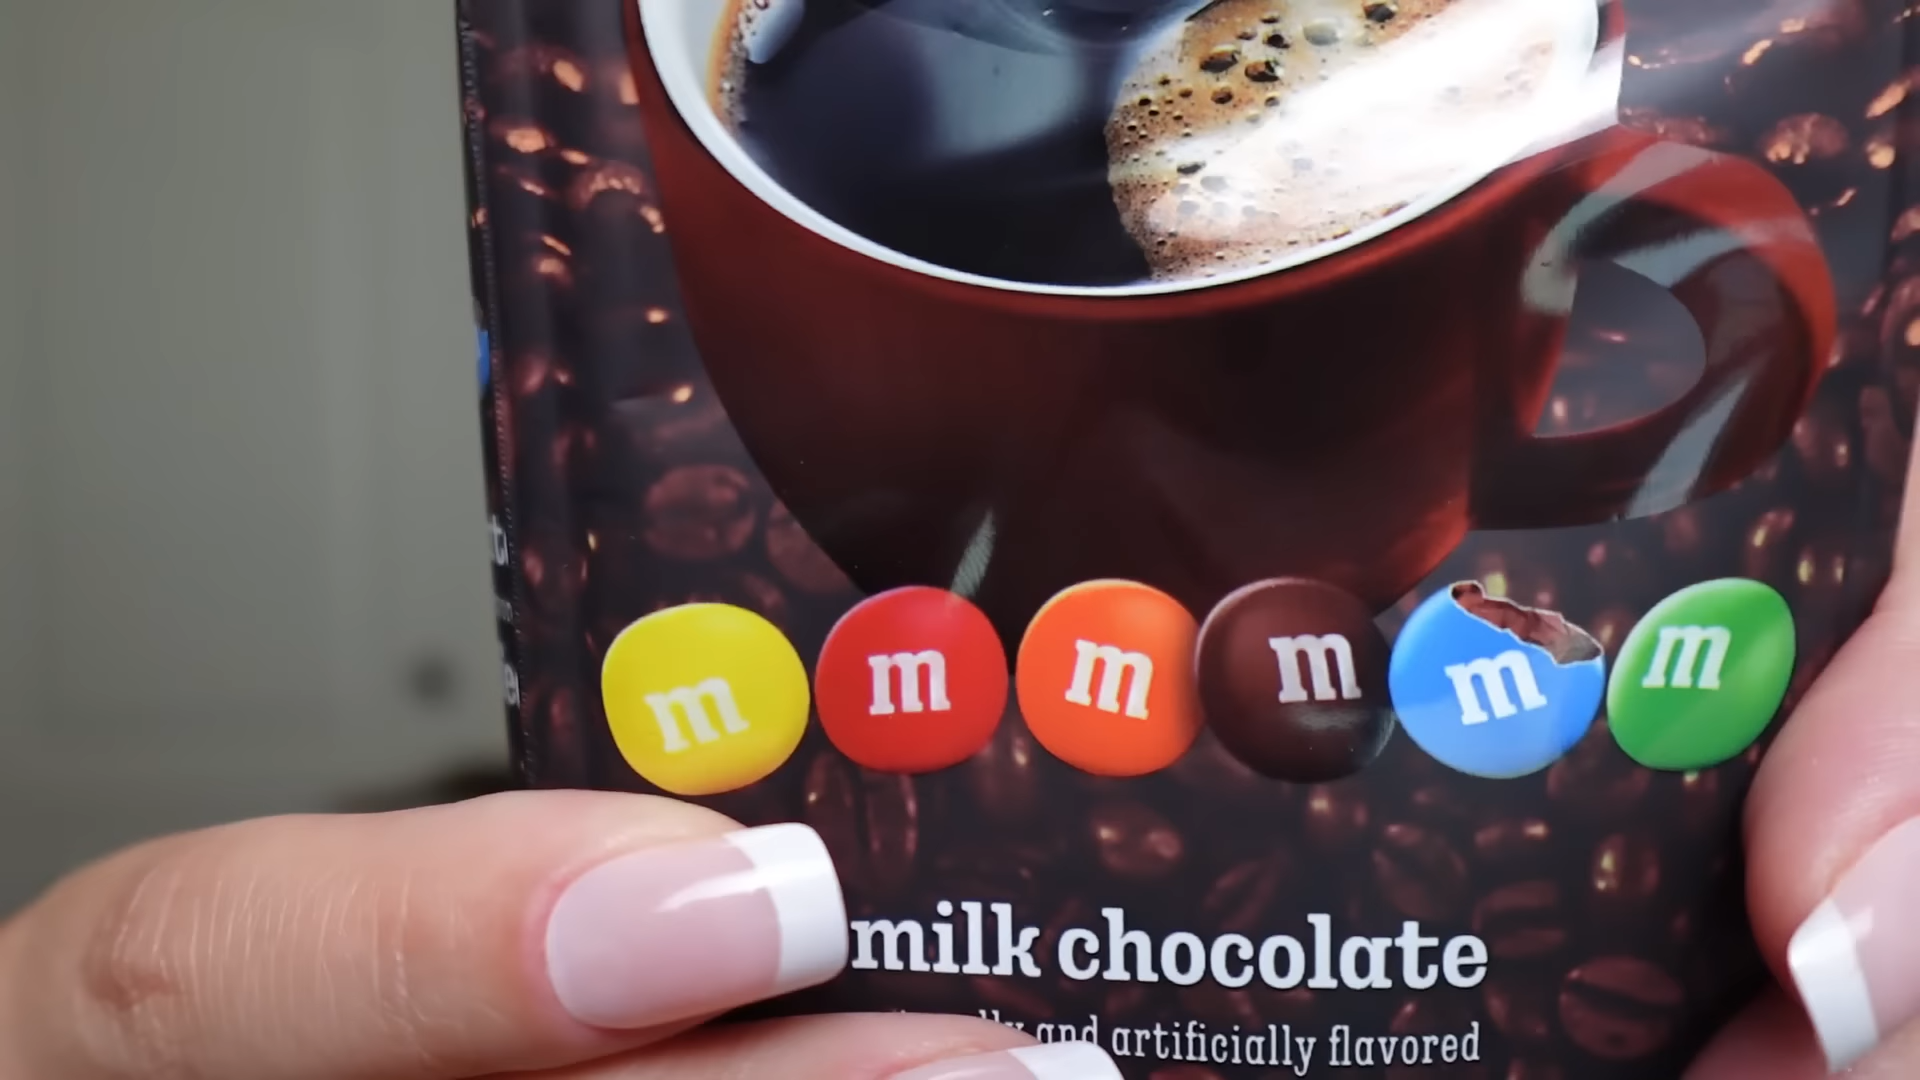 m m m m m m
milk chocolate
and artificially flavored